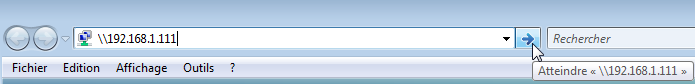 \\192.168.1.111
Rechercher
Fichier Edition Affichage Outils ?
Atteindre « \\192.168.1.111 »